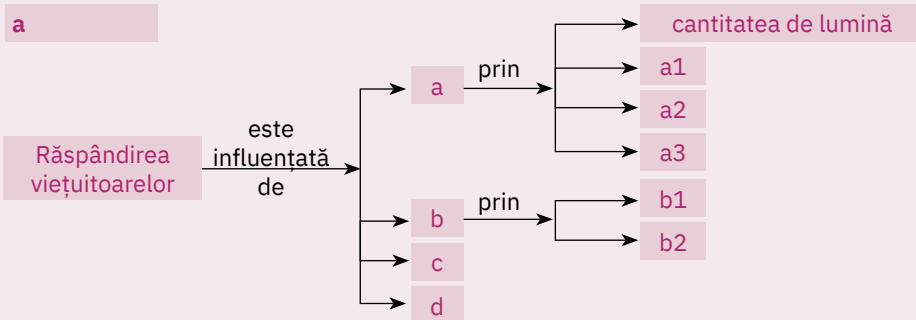 a
Răspândirea
viețuitoarelor
este
influențată
de
a
prin
cantitatea de lumină
a1
a2
a3
b
prin
b1
b2
c
d